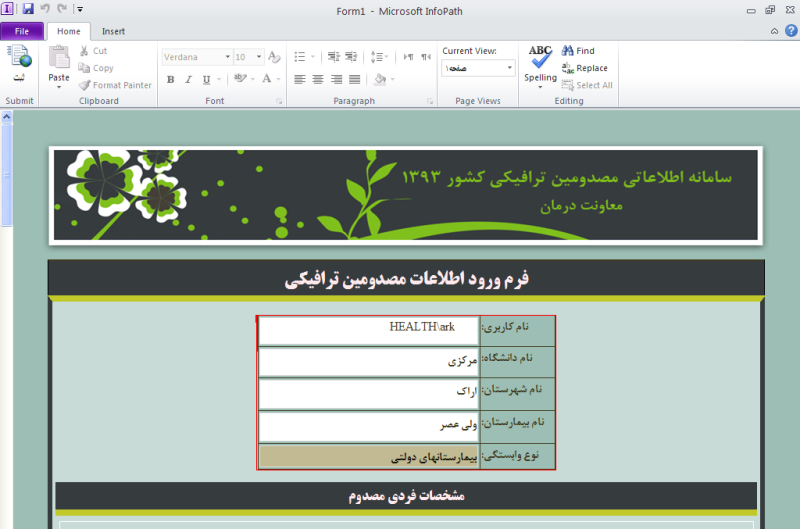 Form1 - Microsoft InfoPath
File Home Insert
ثبت
Submit
Paste
Cut
Copy
Format Painter
Clipboard
Verdana 10
B I U
Font
Paragraph
Current View:
صفحه۱
Page Views
ABC
Spelling
Find
Replace
Select All
Editing
سامانه اطلاعاتی مصدومین ترافیکی کشور ۱۳۹۳
معاونت درمان
فرم ورود اطلاعات مصدومین ترافیکی
نام کاربری: HEALTH\ark
نام دانشگاه: مرکزی
نام شهرستان: اراک
نام بیمارستان: ولی عصر
نوع وابستگی: بیمارستانهای دولتی
مشخصات فردی مصدوم